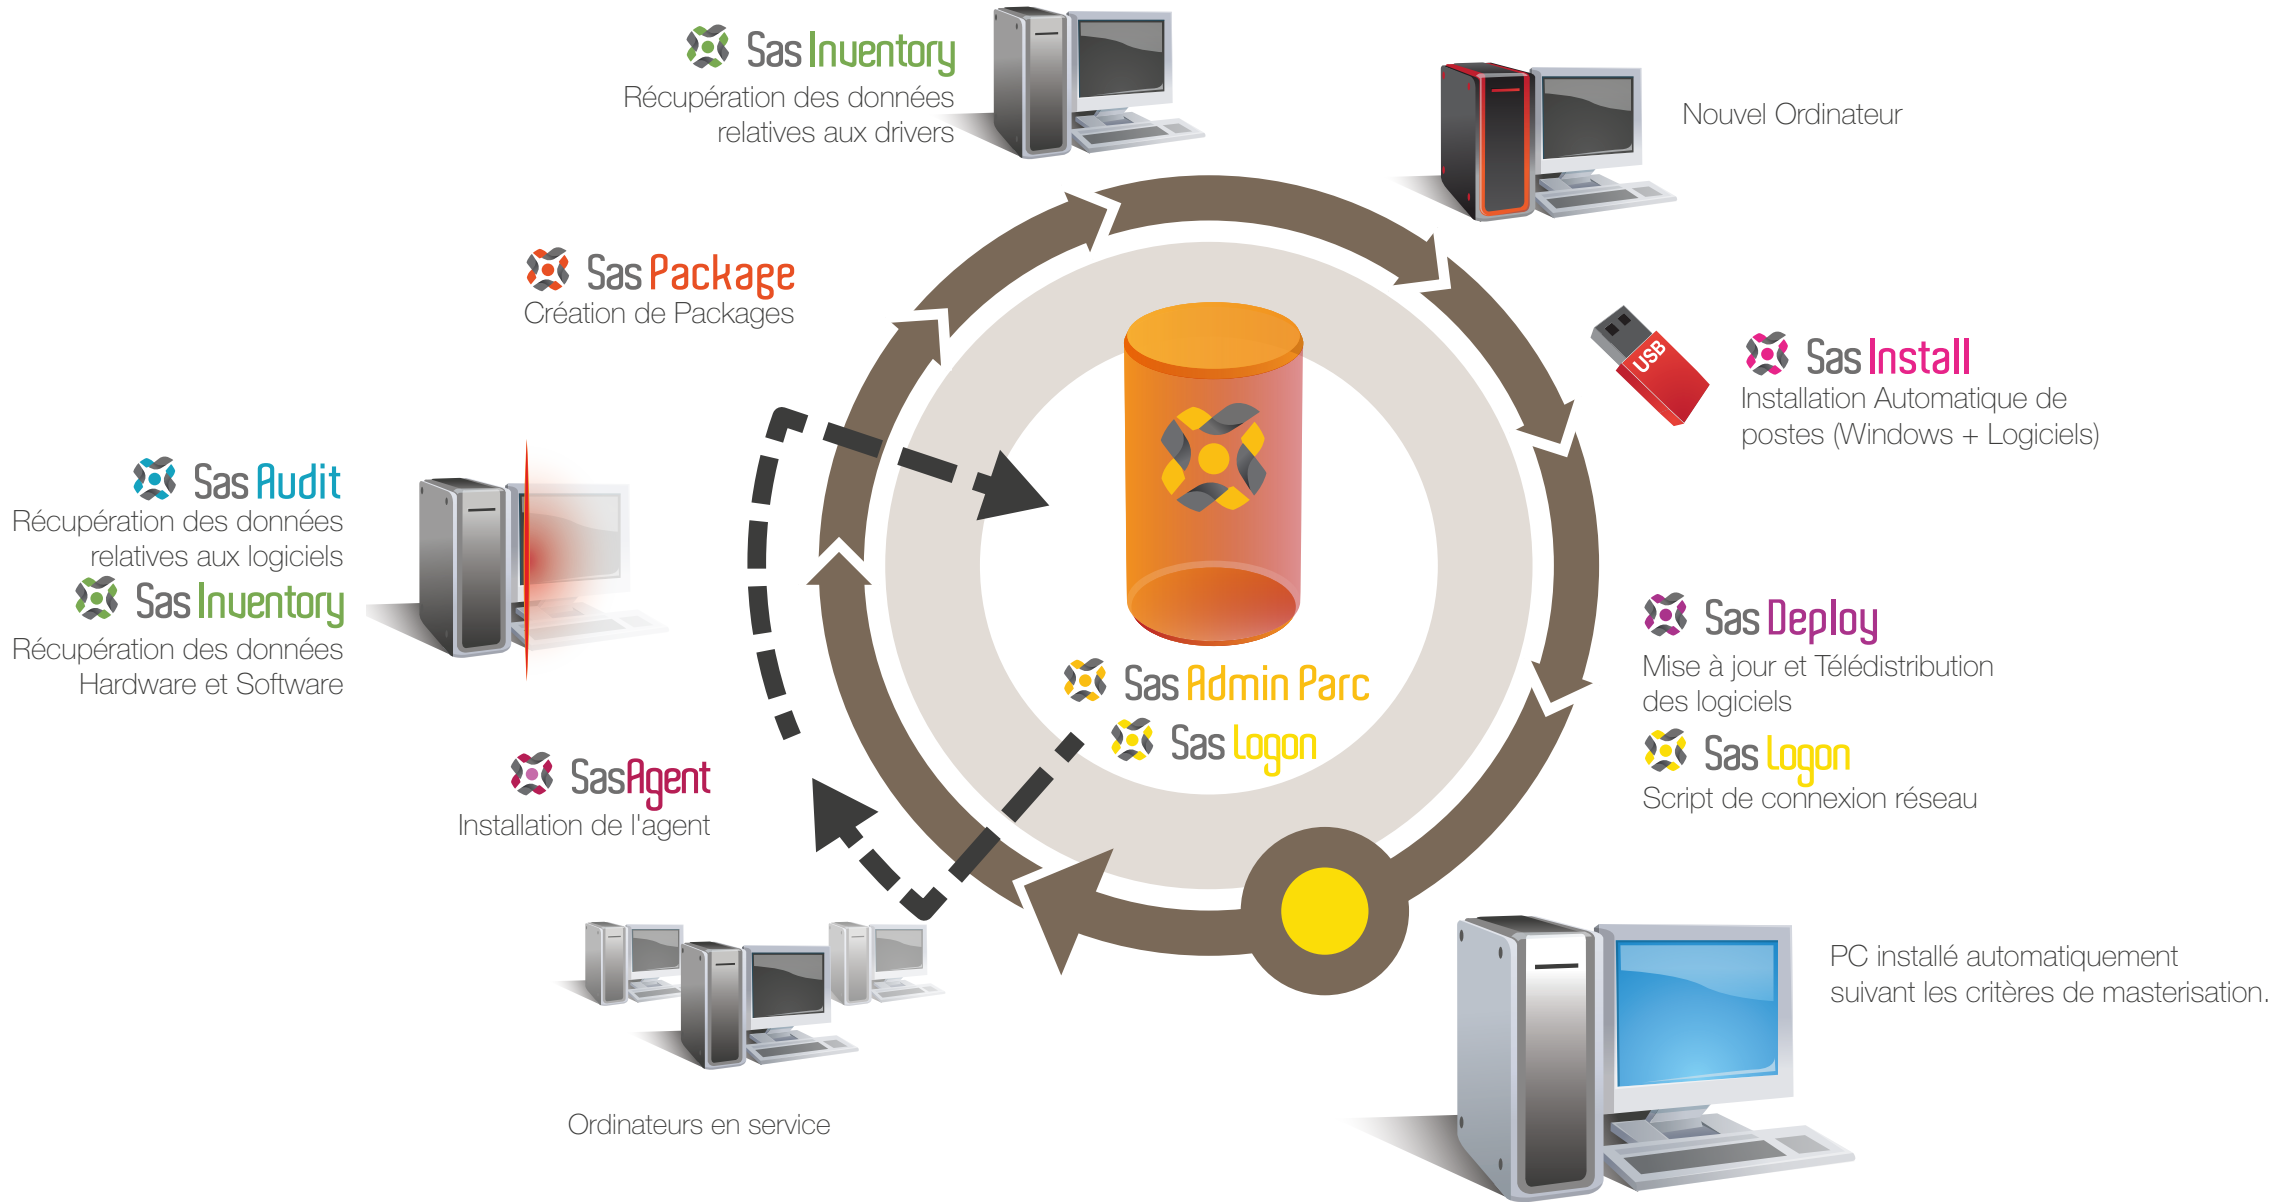 Sas Inventory
Récupération des données
relatives aux drivers
Nouvel Ordinateur
Sas Package
Création de Packages
USB
Sas Install
Installation Automatique de
postes (Windows + Logiciels)
Sas Audit
Récupération des données
relatives aux logiciels
Sas Inventory
Récupération des données
Hardware et Software
Sas Admin Parc
Sas Logon
Sas Deploy
Mise à jour et Télédistribution
des logiciels
Sas Logon
Script de connexion réseau
SasAgent
Installation de l'agent
Ordinateurs en service
PC installé automatiquement
suivant les critères de masterisation.